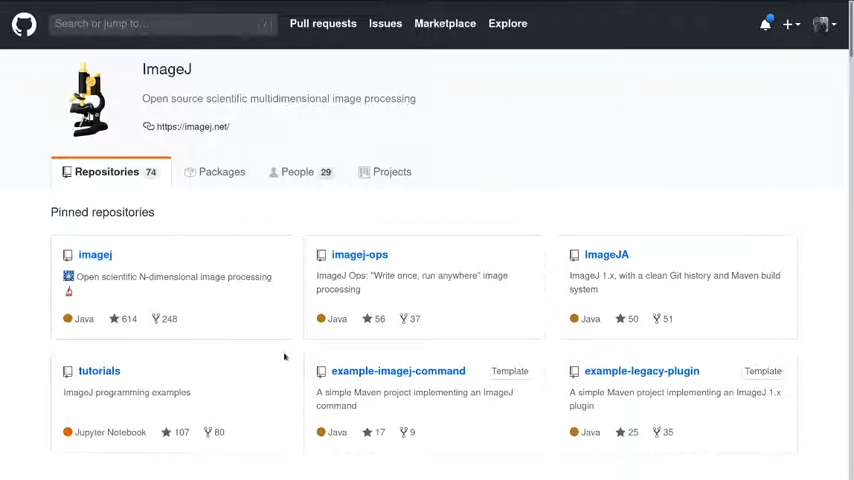 Search or jump to... /
Pull requests Issues Marketplace Explore
ImageJ
Open source scientific multidimensional image processing
https://imagej.net/
Repositories 74 Packages People 29 Projects
Pinned repositories
imagej
Open scientific N-dimensional image processing
Java 614 248
imagej-ops
ImageJ Ops: "Write once, run anywhere" image
processing
Java 56 37
ImageJA
ImageJ 1.x, with a clean Git history and Maven build
system
Java 50 51
tutorials
ImageJ programming examples
Jupyter Notebook 107 80
example-imagej-command Template
A simple Maven project implementing an ImageJ
command
Java 17 9
example-legacy-plugin Template
A simple Maven project implementing an ImageJ 1.x
plugin
Java 25 35